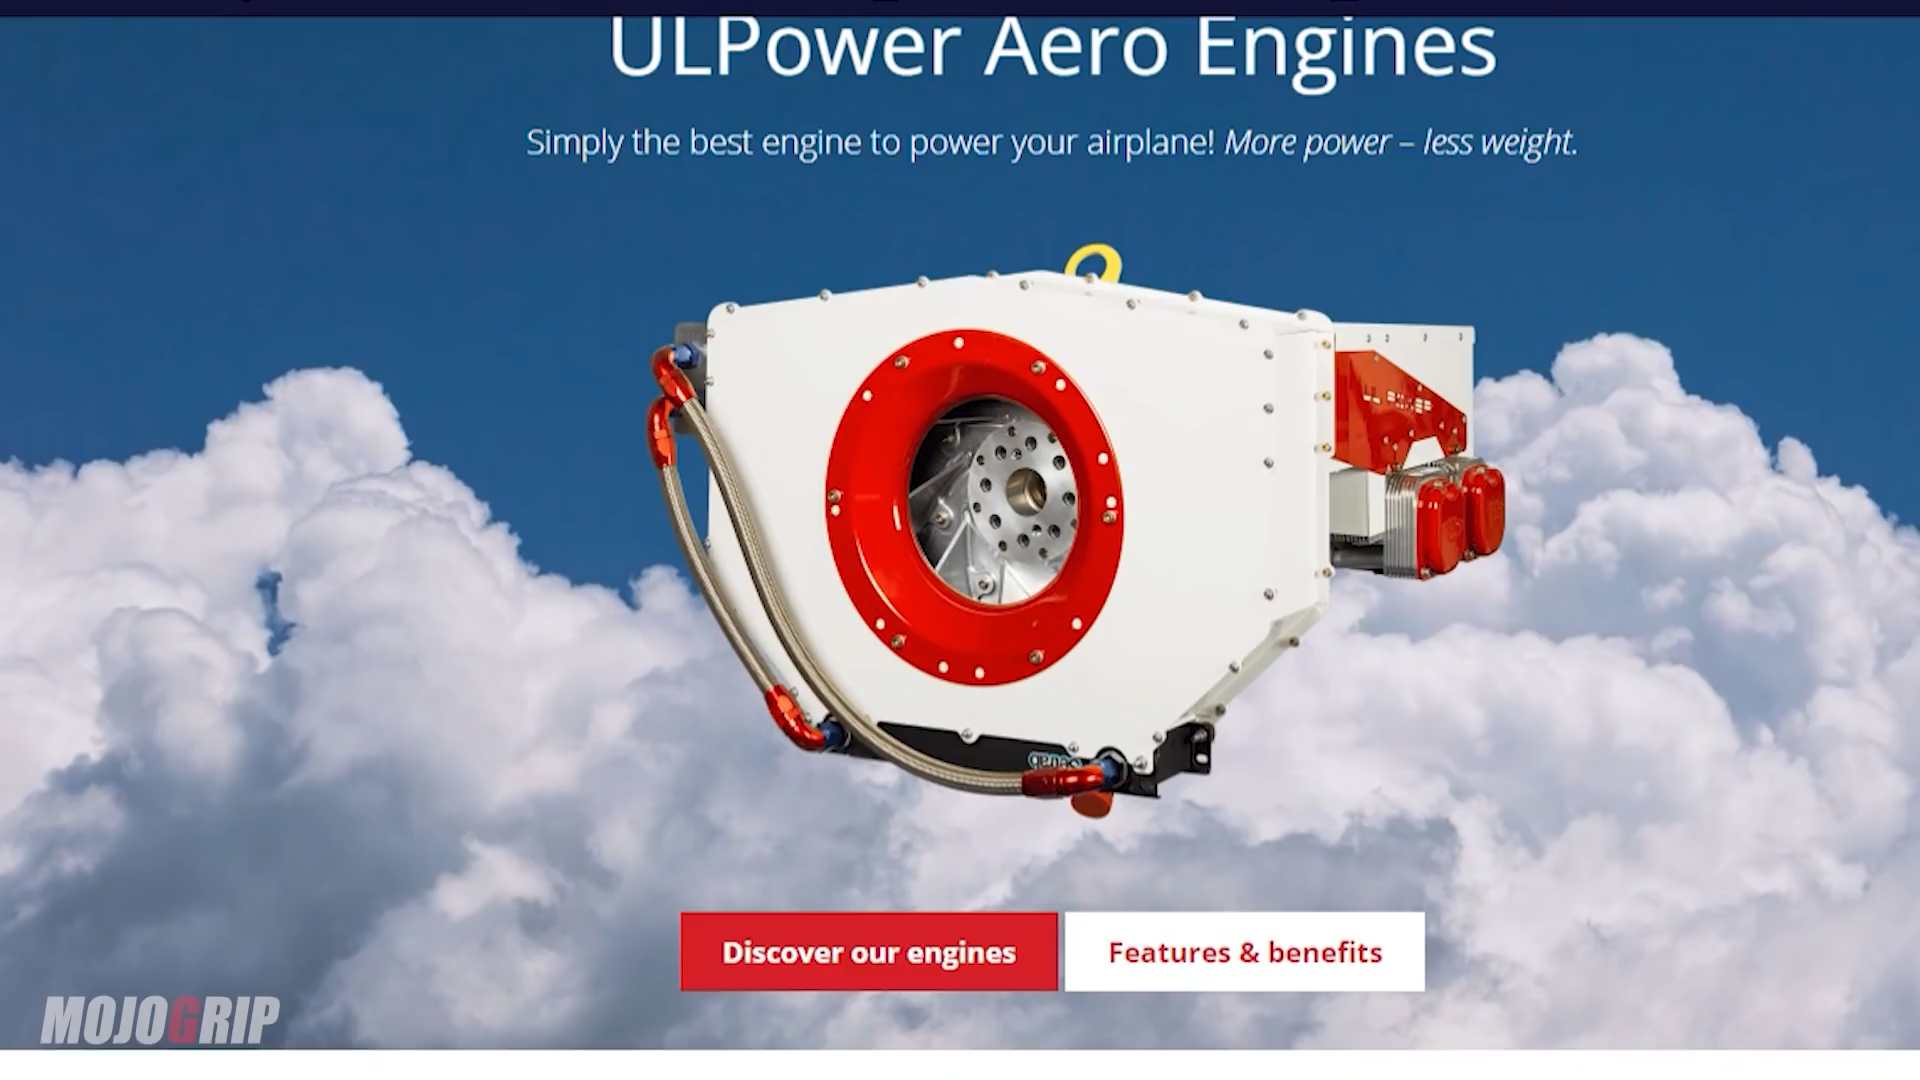 ULPower Aero Engines
Simply the best engine to power your airplane! More power – less weight.
Setrab
Discover our engines
Features & benefits
MOJOGRIP